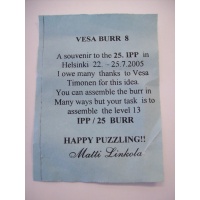 VESA BURR 8
A souvenir to the 25. IPP in
Helsinki 22. - 25.7.2005
I owe many thanks to Vesa
Timonen for this idea.
You can assemble the burr in
Many ways but your task is to
assemble the level 13
IPP / 25 BURR
HAPPY PUZZLING!!
Matti Linkola